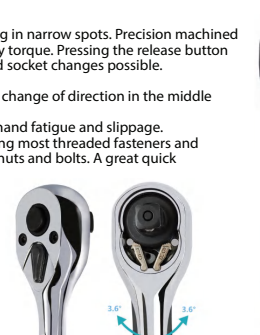 g in narrow spots. Precision machined
y torque. Pressing the release button
d socket changes possible.
change of direction in the middle
hand fatigue and slippage.
ng most threaded fasteners and
nuts and bolts. A great quick
3.6° 3.6°